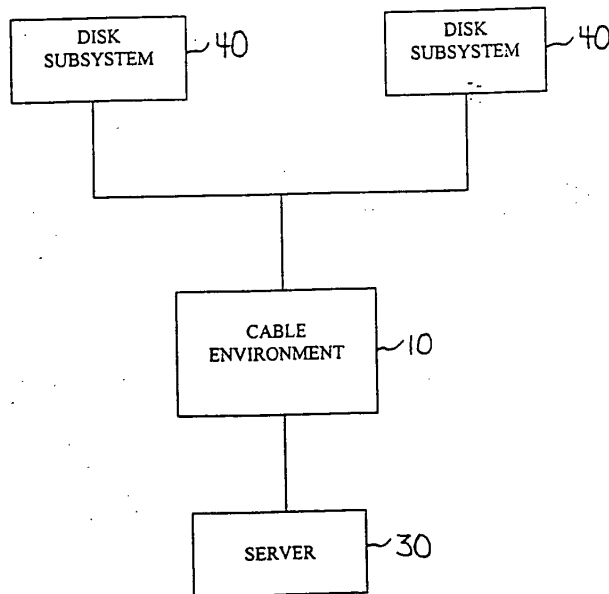 DISK
SUBSYSTEM
40
DISK
SUBSYSTEM
40
CABLE
ENVIRONMENT
10
SERVER
30